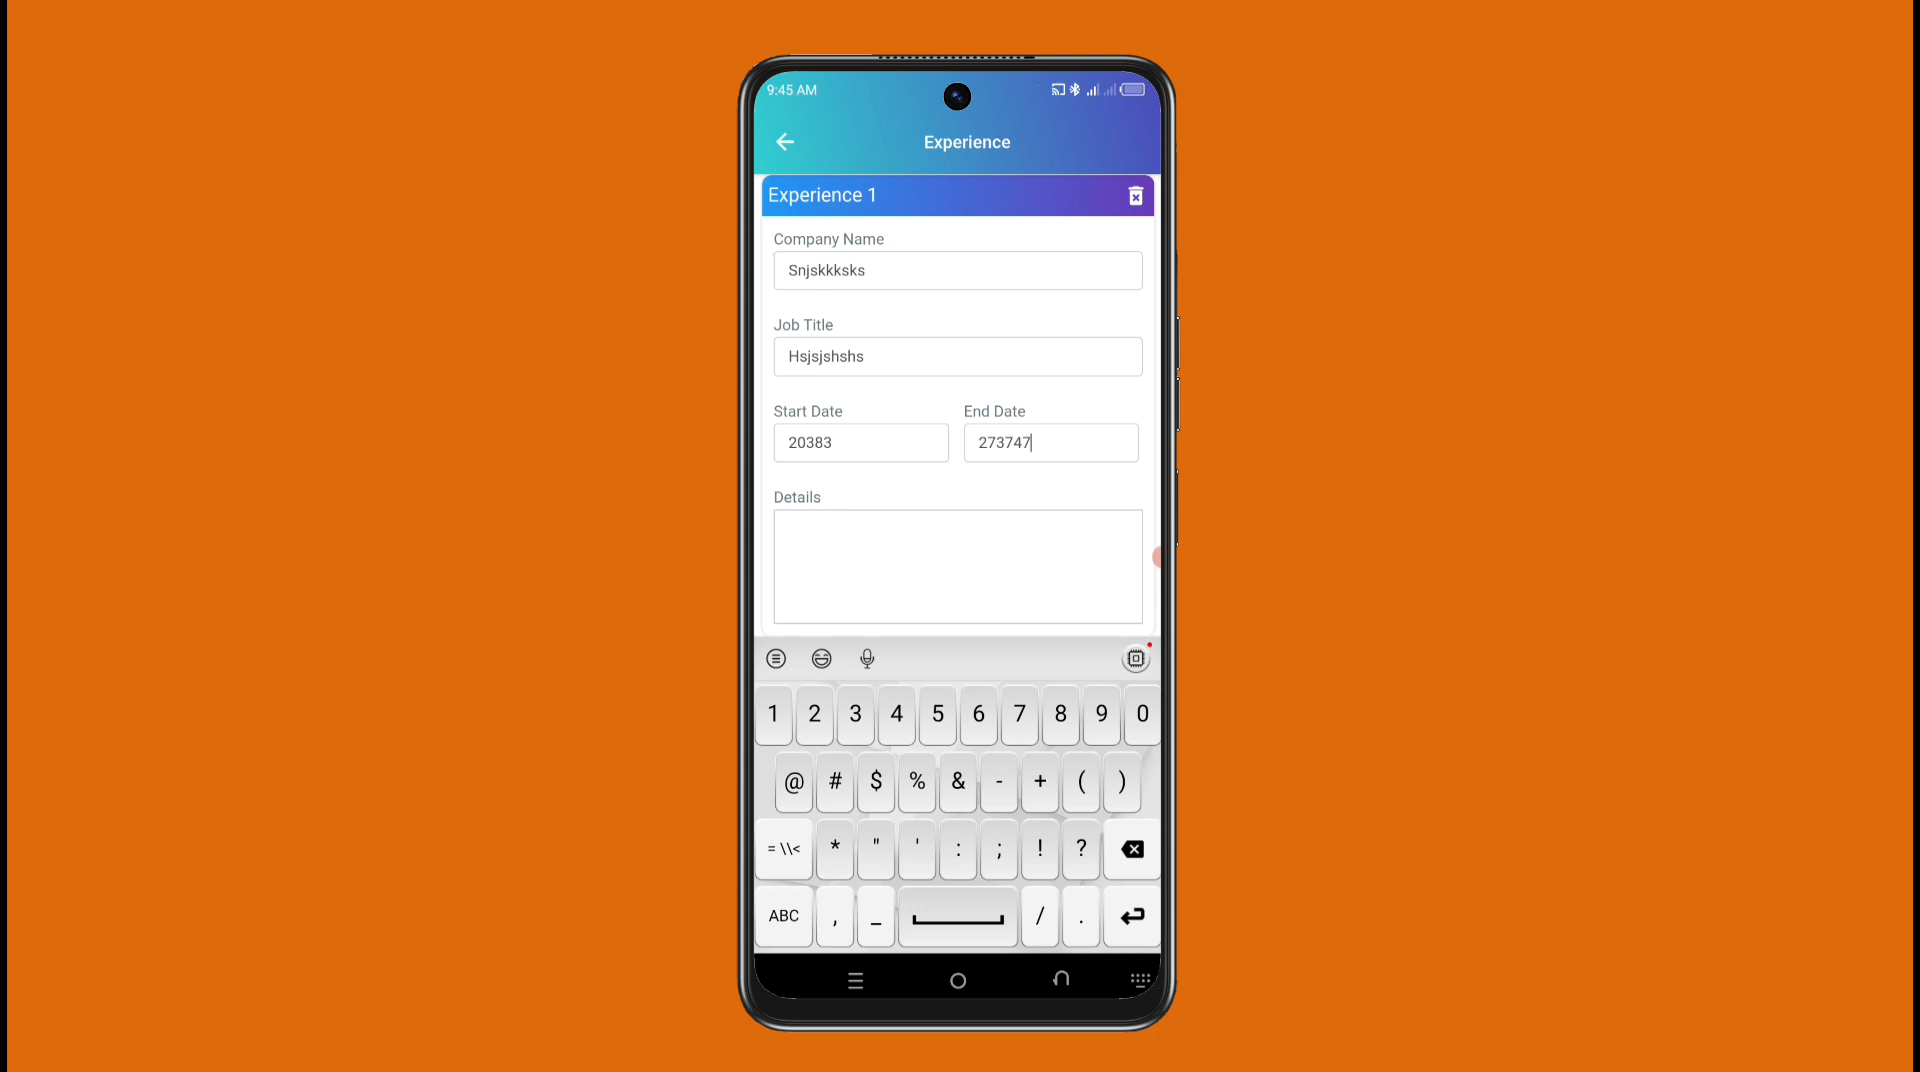 9:45 AM
Experience
Experience 1
Company Name
Snjskkksks
Job Title
Hsjsjshshs
Start Date
End Date
20383
273747
Details
1 2 3 4 5 6 7 8 9 0
@ # $ % & - + ( )
= \\< * " ' : ; ! ?
ABC , _ / .